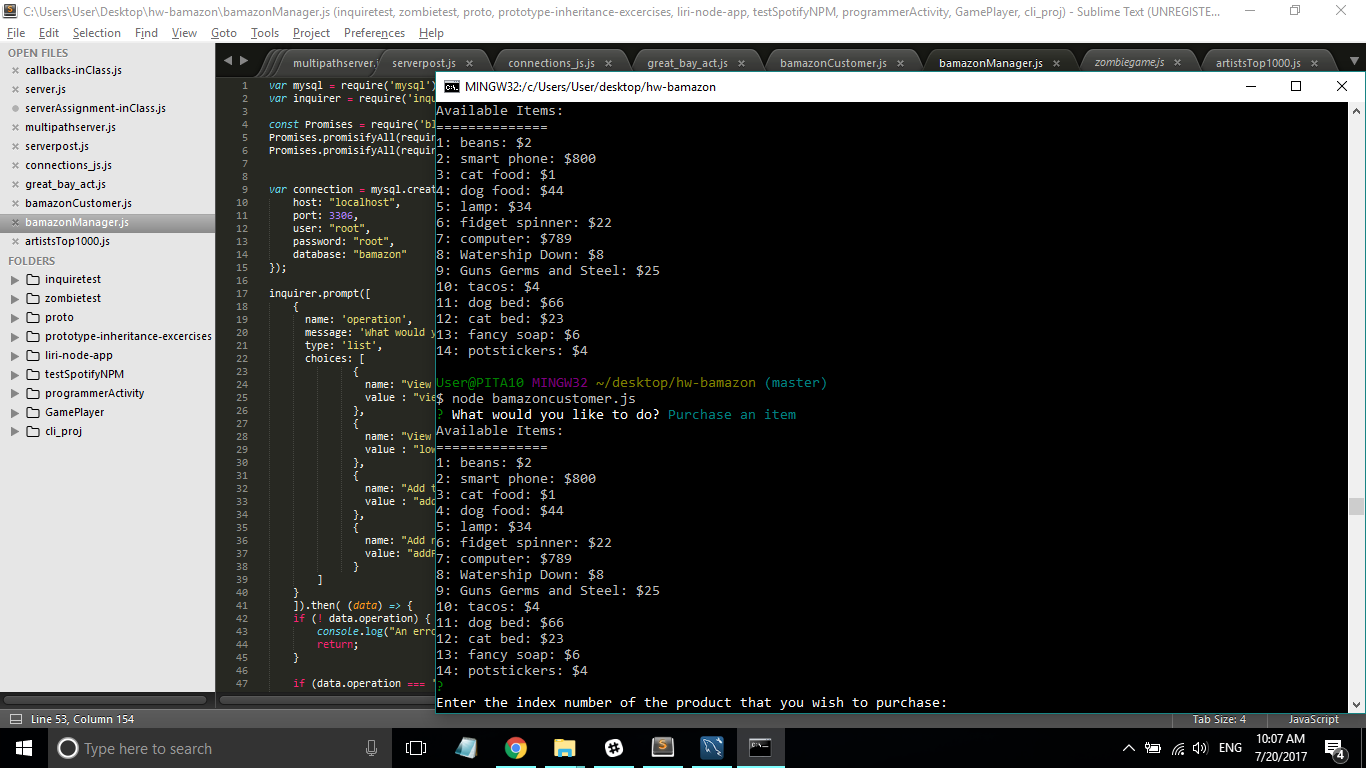 C:\Users\User\Desktop\hw-bamazon\bamazonManager.js (inquiretest, zombietest, proto, prototype-inheritance-excercises, liri-node-app, testSpotifyNPM, programmerActivity, GamePlayer, cli_proj) - Sublime Text (UNREGISTE...
File Edit Selection Find View Goto Tools Project Preferences Help
OPEN FILES
callbacks-inClass.js
server.js
serverAssignment-inClass.js
multipathserver.js
serverpost.js
connections_js.js
great_bay_act.js
bamazonCustomer.js
bamazonManager.js
artistsTop1000.js
FOLDERS
inquiretest
zombietest
proto
prototype-inheritance-excercises
liri-node-app
testSpotifyNPM
programmerActivity
GamePlayer
cli_proj
multipathserver.j serverpost.js connections_js.js great_bay_act.js bamazonCustomer.js bamazonManager.js zombiegame.js artistsTop1000.js
1 var mysql = require('mysql')
2 var inquirer = require('inqu
3
4 const Promises = require('bl
5 Promises.promisifyAll(requir
6 Promises.promisifyAll(requir
7
8
9 var connection = mysql.creat
10 host: "localhost",
11 port: 3306,
12 user: "root",
13 password: "root",
14 database: "bamazon"
15 });
16
17 inquirer.prompt([
18 {
19 name: 'operation',
20 message: 'What would y
21 type: 'list',
22 choices: [
23 {
24 name: "View
25 value : "vie
26 },
27 {
28 name: "View
29 value : "low
30 },
31 {
32 name: "Add t
33 value : "add
34 },
35 {
36 name: "Add n
37 value: "addP
38 }
39 ]
40 }
41 ]).then( (data) => {
42 if (! data.operation) {
43 console.log("An erro
44 return;
45 }
46
47 if (data.operation === '
MINGW32:/c/Users/User/desktop/hw-bamazon
Available Items:
==============
1: beans: $2
2: smart phone: $800
3: cat food: $1
4: dog food: $44
5: lamp: $34
6: fidget spinner: $22
7: computer: $789
8: Watership Down: $8
9: Guns Germs and Steel: $25
10: tacos: $4
11: dog bed: $66
12: cat bed: $23
13: fancy soap: $6
14: potstickers: $4
User@PITA10 MINGW32 ~/desktop/hw-bamazon (master)
$ node bamazoncustomer.js
? What would you like to do? Purchase an item
Available Items:
==============
1: beans: $2
2: smart phone: $800
3: cat food: $1
4: dog food: $44
5: lamp: $34
6: fidget spinner: $22
7: computer: $789
8: Watership Down: $8
9: Guns Germs and Steel: $25
10: tacos: $4
11: dog bed: $66
12: cat bed: $23
13: fancy soap: $6
14: potstickers: $4
?
Enter the index number of the product that you wish to purchase:
Line 53, Column 154 Tab Size: 4 JavaScript
Type here to search
ENG
10:07 AM
7/20/2017
4